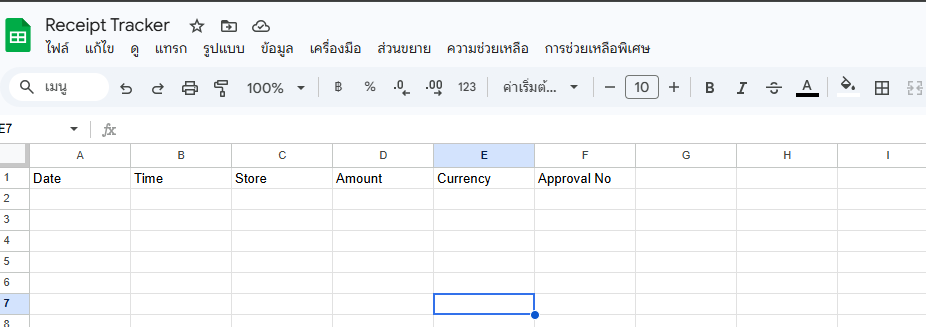 Receipt Tracker
ไฟล์ แก้ไข ดู แทรก รูปแบบ ข้อมูล เครื่องมือ ส่วนขยาย ความช่วยเหลือ การช่วยเหลือพิเศษ
เมนู 100% ฿ % .0 .00 123 ค่าเริ่มต้... 10 B I S A
E7 fx
A B C D E F G H I
1 Date Time Store Amount Currency Approval No
2
3
4
5
6
7
8